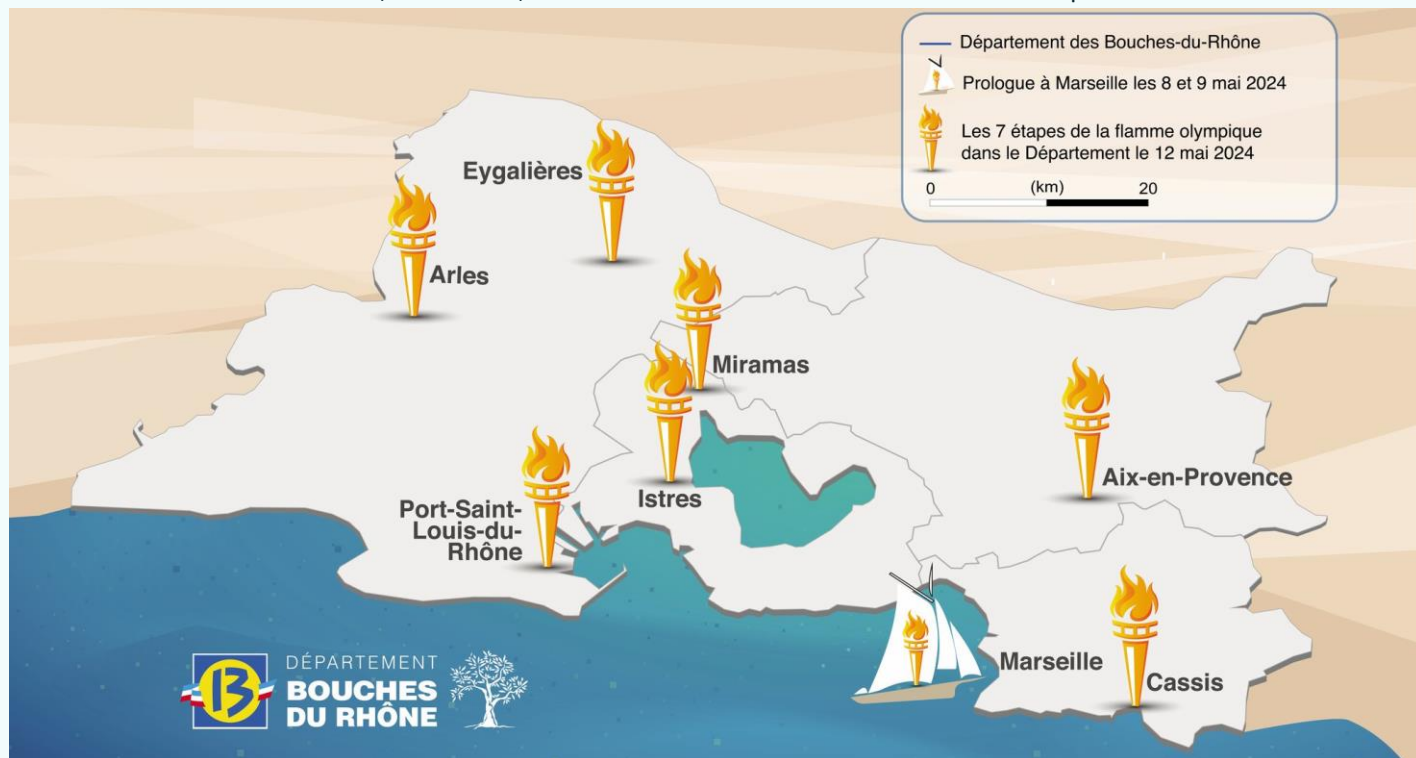 Département des Bouches-du-Rhône
Prologue à Marseille les 8 et 9 mai 2024
Les 7 étapes de la flamme olympique
dans le Département le 12 mai 2024
0 (km) 20
Eygalières
Arles
Miramas
Istres
Aix-en-Provence
Port-Saint-
Louis-du-
Rhône
Marseille
Cassis
13
DÉPARTEMENT
BOUCHES
DU RHÔNE